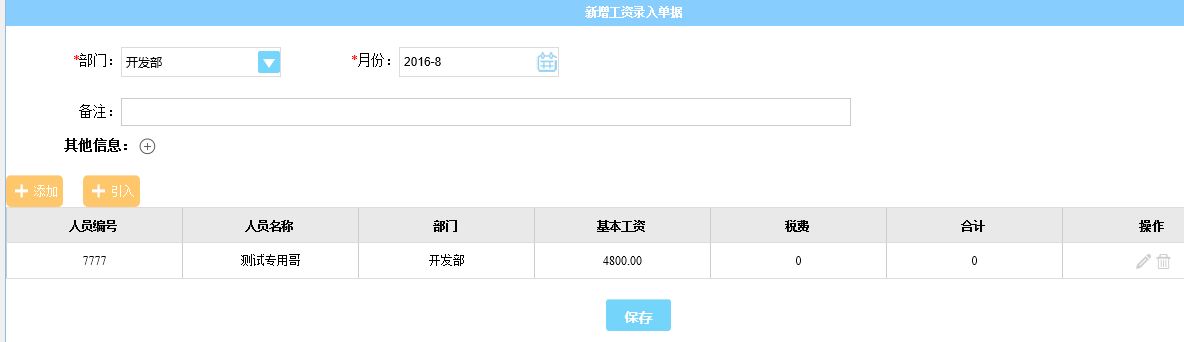 新增工资录入单据
*部门： 开发部 *月份： 2016-8
备注：
其他信息：
添加 引入
人员编号 人员名称 部门 基本工资 税费 合计 操作
7777 测试专用哥 开发部 4800.00 0 0
保存